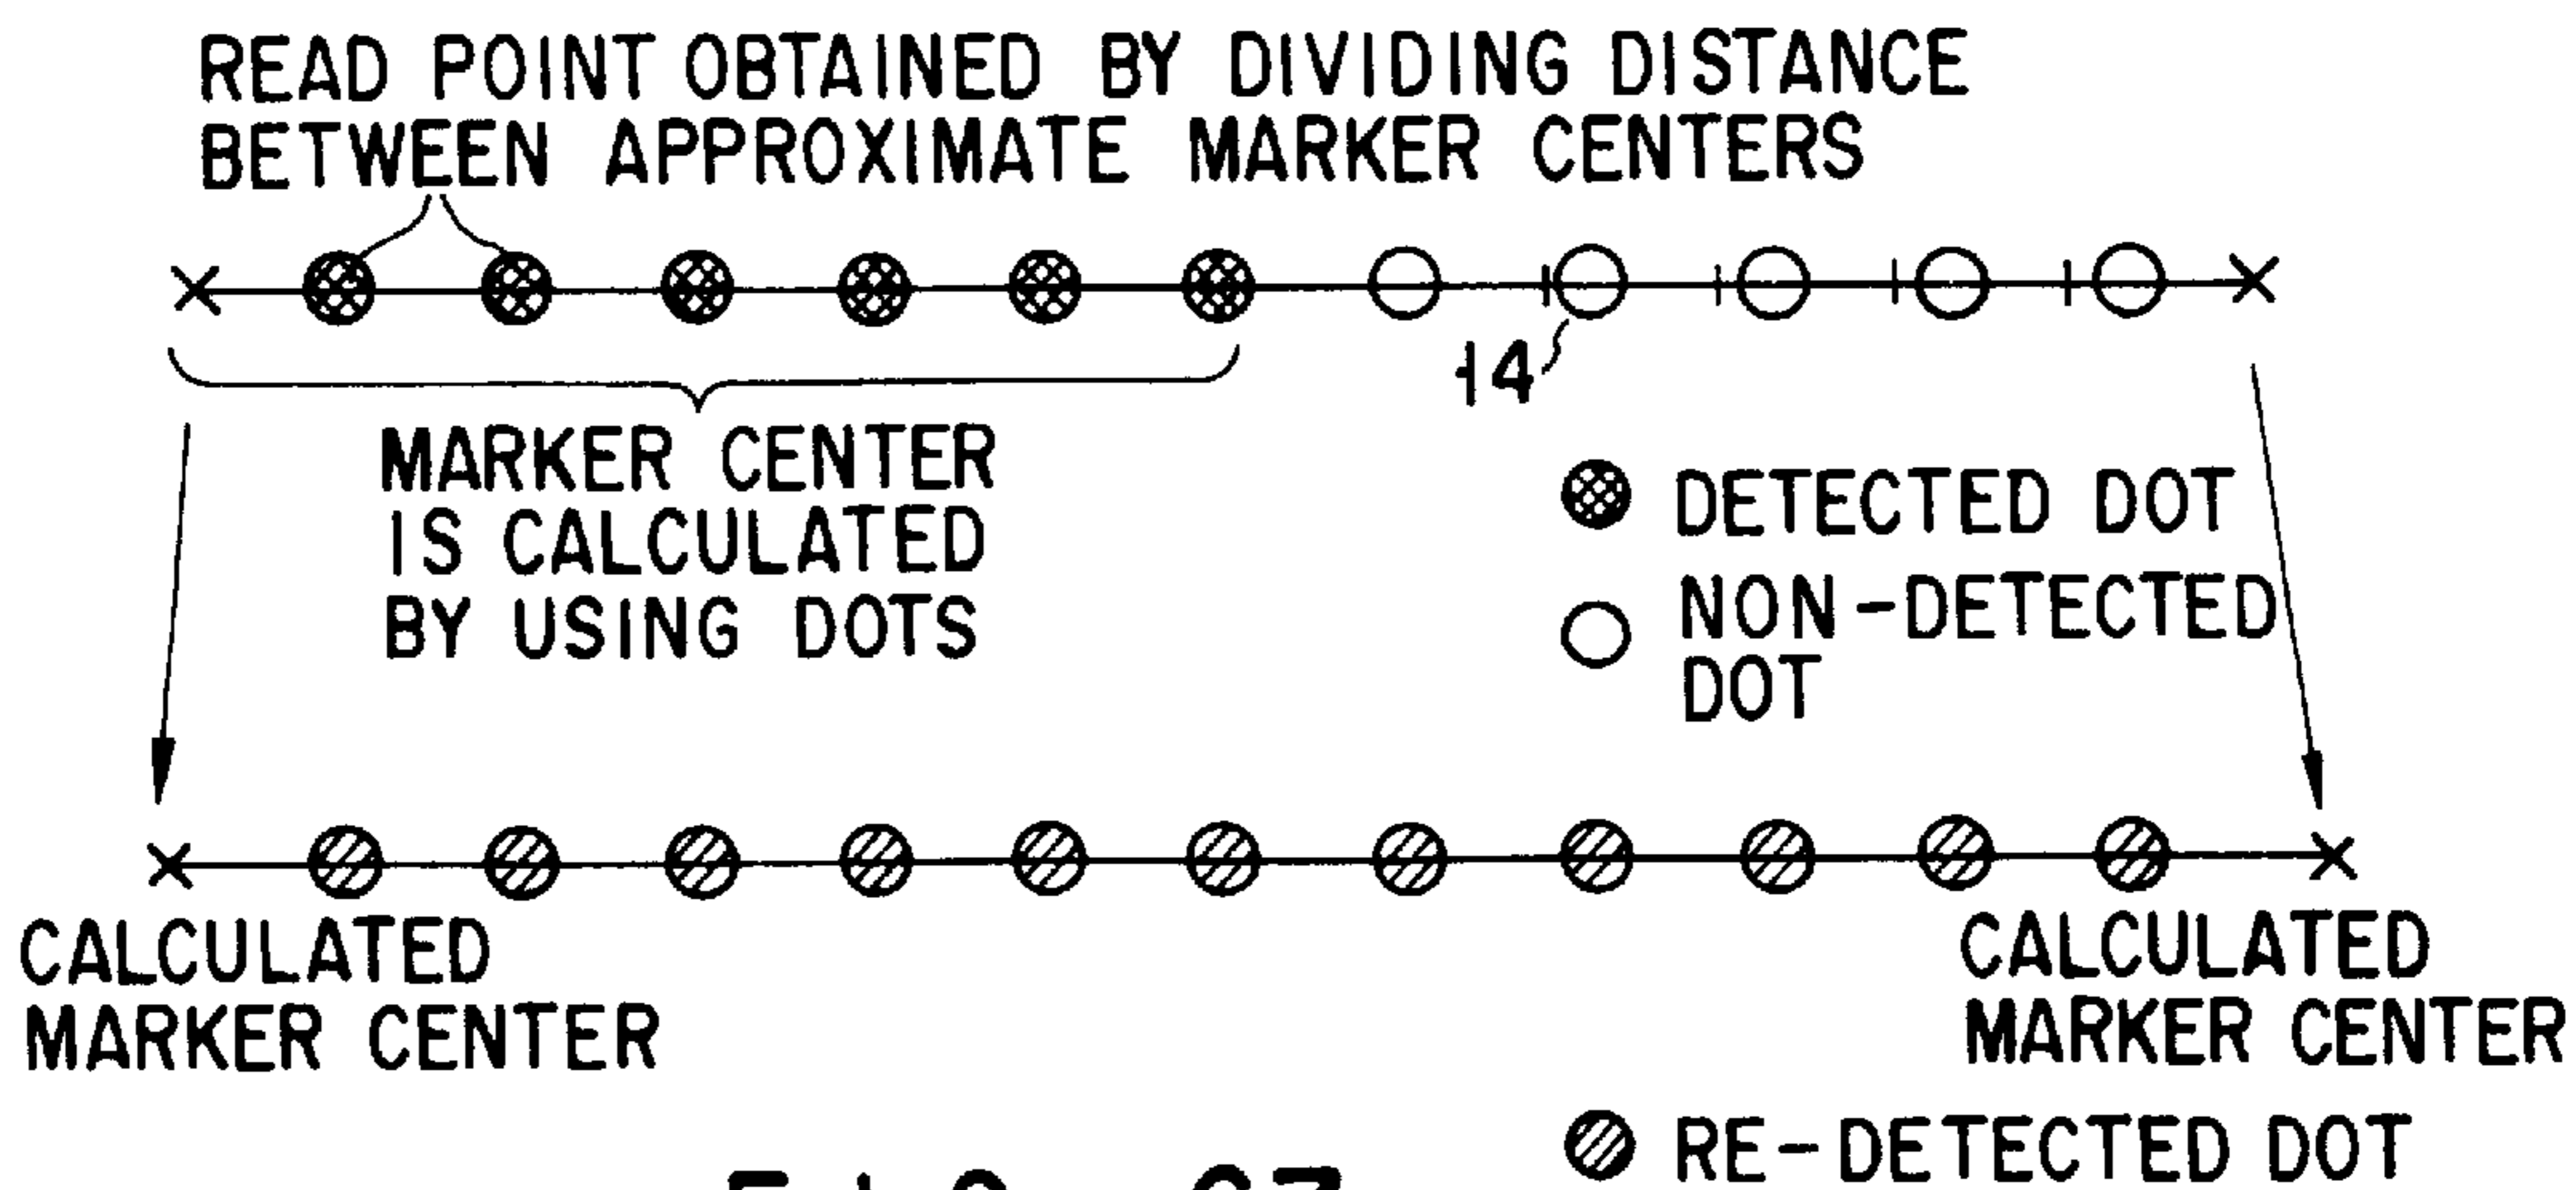 READ POINT OBTAINED BY DIVIDING DISTANCE
BETWEEN APPROXIMATE MARKER CENTERS
14
MARKER CENTER
IS CALCULATED
BY USING DOTS
DETECTED DOT
NON-DETECTED
DOT
CALCULATED
MARKER CENTER
CALCULATED
MARKER CENTER
RE-DETECTED DOT